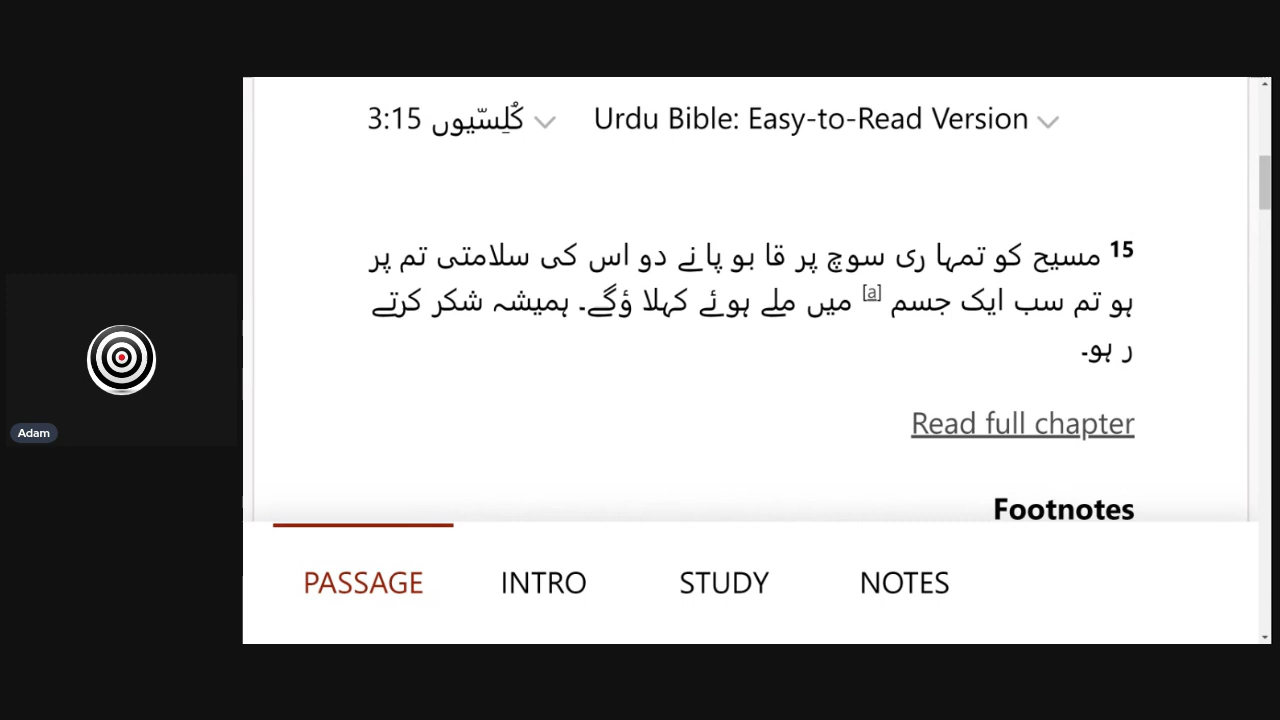 کُلِسّیوں 3:15
Urdu Bible: Easy-to-Read Version
15 مسیح کو تمہا ری سوچ پر قا بو پا نے دو اس کی سلامتی تم پر
ہو تم سب ایک جسم [a] میں ملے ہو ئے کہلا ؤگے۔ ہمیشہ شکر کرتے
ر ہو۔
Read full chapter
Footnotes
PASSAGE INTRO STUDY NOTES
Adam